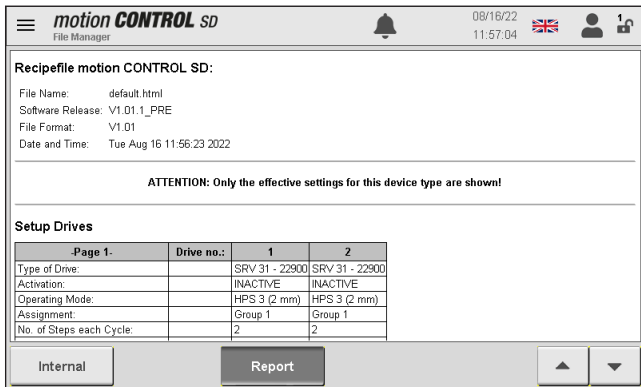 motion CONTROL SD
File Manager
08/16/22
11:57:04
1
Recipefile motion CONTROL SD:
File Name: default.html
Software Release: V1.01.1_PRE
File Format: V1.01
Date and Time: Tue Aug 16 11:56:23 2022
ATTENTION: Only the effective settings for this device type are shown!
Setup Drives
-Page 1- Drive no.: 1 2
Type of Drive: SRV 31 - 22900 SRV 31 - 22900
Activation: INACTIVE INACTIVE
Operating Mode: HPS 3 (2 mm) HPS 3 (2 mm)
Assignment: Group 1 Group 1
No. of Steps each Cycle: 2 2
Internal Report